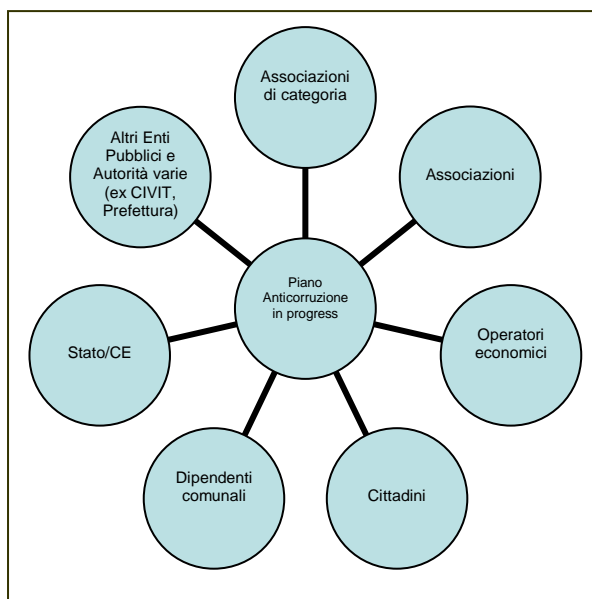 Associazioni
di categoria
Altri Enti
Pubblici e
Autorità varie
(ex CIVIT,
Prefettura)
Associazioni
Piano
Anticorruzione
in progress
Stato/CE
Operatori
economici
Dipendenti
comunali
Cittadini